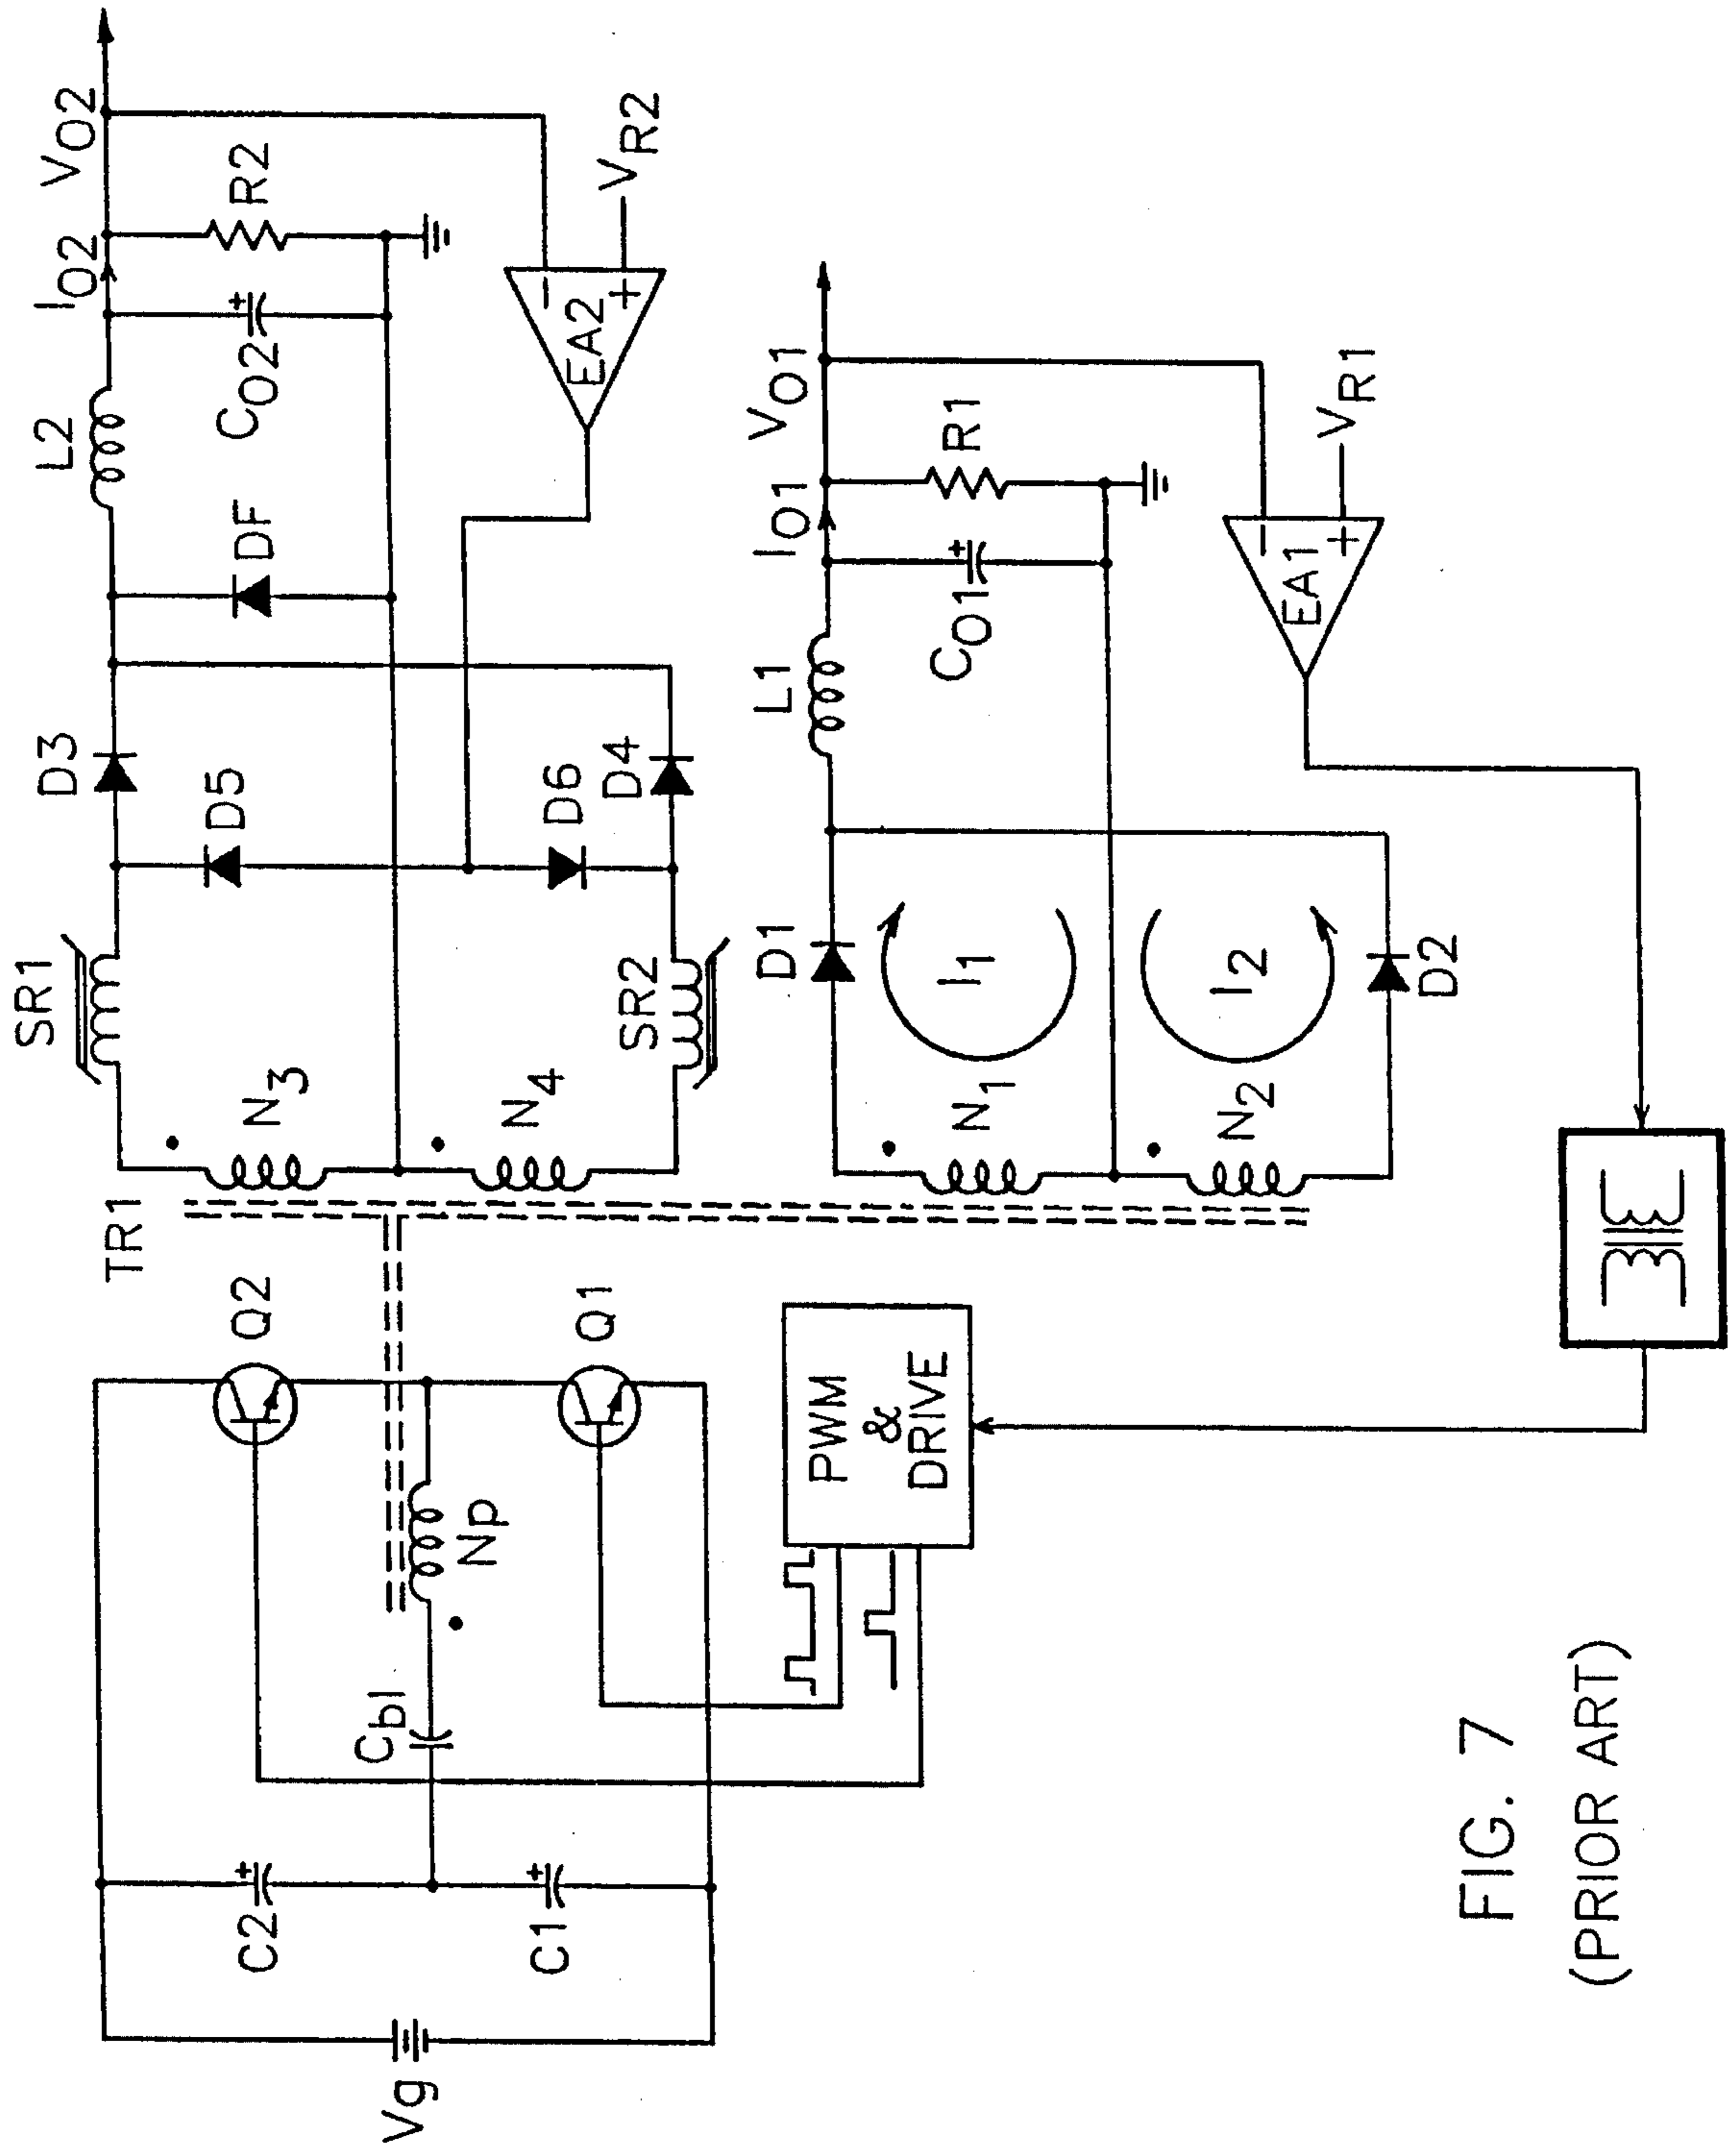 Vg
C2
C1
Cbl
Np
Q2
Q1
PWM
&
DRIVE
TR1
N3
N4
SR1
SR2
D3
D5
D6
D4
DF
L2
CO2
IO2
R2
VO2
EA2
−
+
VR2
N1
N2
D1
I1
I2
D2
L1
CO1
IO1
R1
VO1
EA1
−
+
VR1
+
+
+
+
FIG. 7
(PRIOR ART)